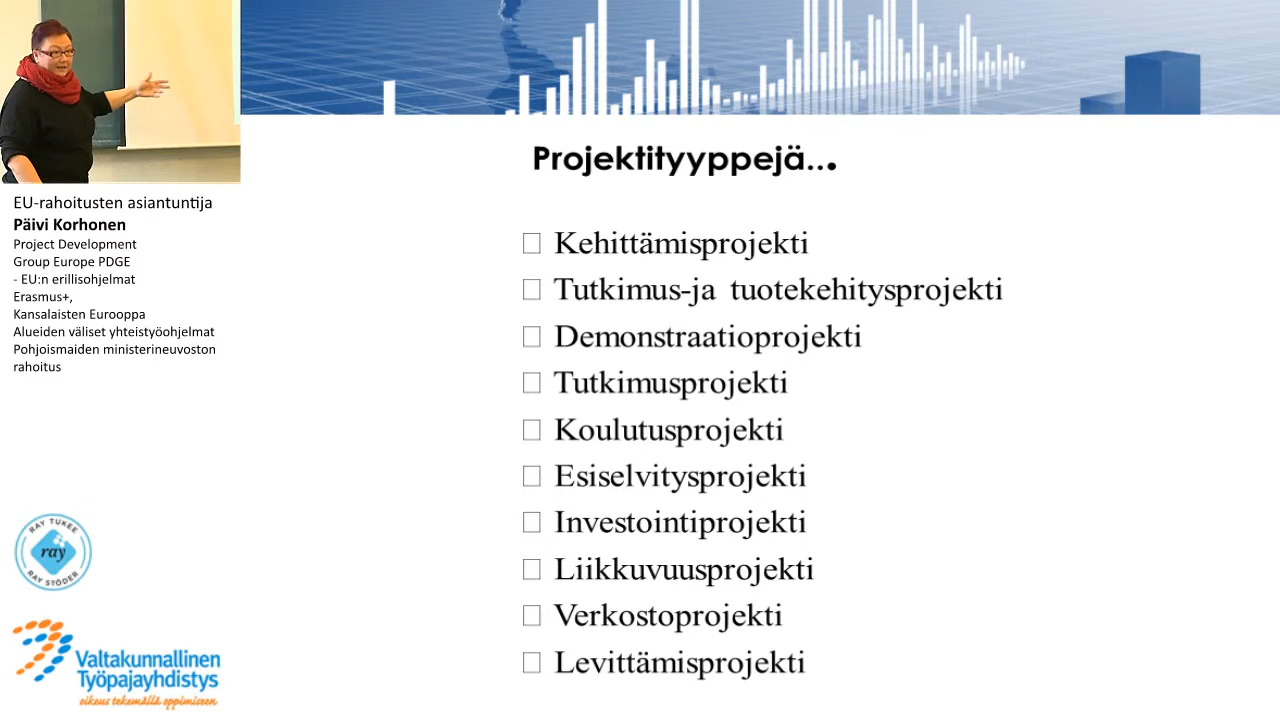 EU-rahoitusten asiantuntija
Päivi Korhonen
Project Development
Group Europe PDGE
- EU:n erillisohjelmat
Erasmus+,
Kansalaisten Eurooppa
Alueiden väliset yhteistyöohjelmat
Pohjoismaiden ministerineuvoston
rahoitus
RAY TUKEE
ray
RAY STÖDER
Valtakunnallinen
Työpajayhdistys
oikeus tekemällä oppimiseen
Projektityyppejä...
Kehittämisprojekti
Tutkimus-ja tuotekehitysprojekti
Demonstraatioprojekti
Tutkimusprojekti
Koulutusprojekti
Esiselvitysprojekti
Investointiprojekti
Liikkuvuusprojekti
Verkostoprojekti
Levittämisprojekti